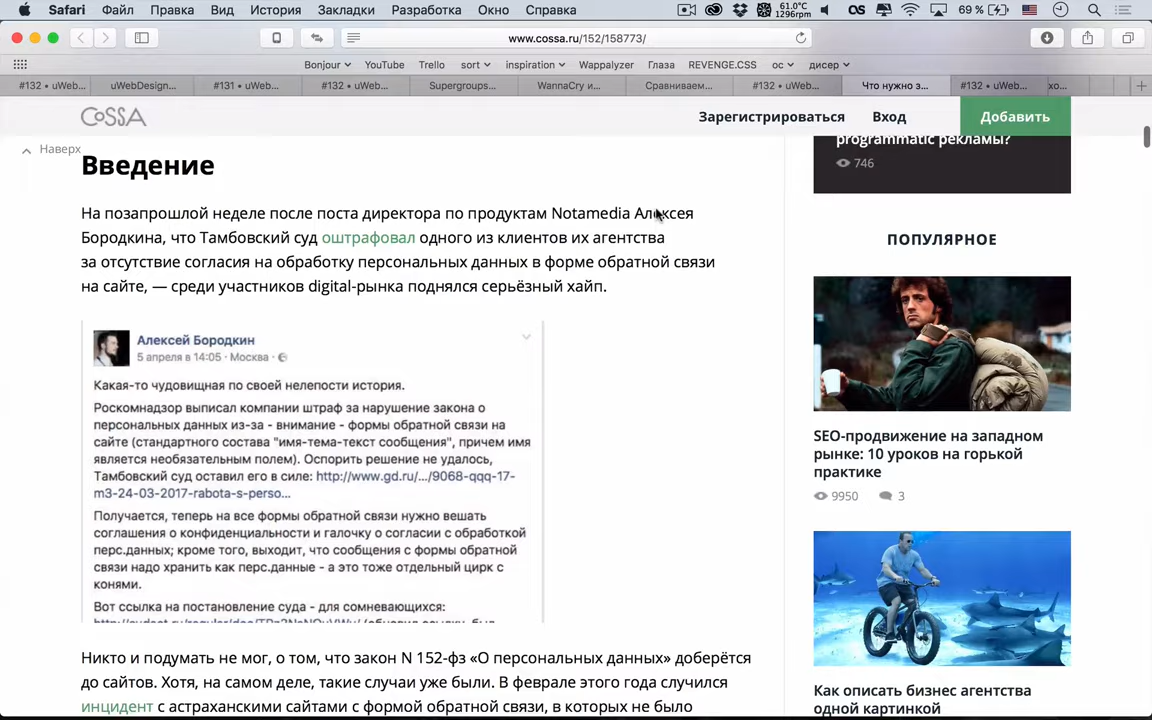 Safari Файл Правка Вид История Закладки Разработка Окно Справка
61.0°C
1296rpm
69 %
www.cossa.ru/152/158773/
Bonjour YouTube Trello sort inspiration Wappalyzer Глаза REVENGE.CSS ос дисер
#132 • uWeb... uWebDesign... #131 • uWeb... #132 • uWeb... Supergroups... WannaCry и... Сравниваем... #132 • uWeb... Что нужно з... #132 • uWeb... хо...
COSSA
Зарегистрироваться Вход Добавить
Наверх
Введение
На позапрошлой неделе после поста директора по продуктам Notamedia Алексея
Бородкина, что Тамбовский суд оштрафовал одного из клиентов их агентства
за отсутствие согласия на обработку персональных данных в форме обратной связи
на сайте, — среди участников digital-рынка поднялся серьёзный хайп.
Алексей Бородкин
5 апреля в 14:05 · Москва ·
Какая-то чудовищная по своей нелепости история.
Роскомнадзор выписал компании штраф за нарушение закона о
персональных данных из-за - внимание - формы обратной связи на
сайте (стандартного состава "имя-тема-текст сообщения", причем имя
является необязательным полем). Оспорить решение не удалось,
Тамбовский суд оставил его в силе: http://www.gd.ru/.../9068-qqq-17-
m3-24-03-2017-rabota-s-perso...
Получается, теперь на все формы обратной связи нужно вешать
соглашения о конфиденциальности и галочку о согласии с обработкой
перс.данных; кроме того, выходит, что сообщения с формы обратной
связи надо хранить как перс.данные - а это тоже отдельный цирк с
конями.
Вот ссылка на постановление суда - для сомневающихся:
Никто и подумать не мог, о том, что закон N 152-фз «О персональных данных» доберётся
до сайтов. Хотя, на самом деле, такие случаи уже были. В феврале этого года случился
инцидент с астраханскими сайтами с формой обратной связи, в которых не было
programmatic рекламы?
746
ПОПУЛЯРНОЕ
SEO-продвижение на западном
рынке: 10 уроков на горькой
практике
9950 3
Как описать бизнес агентства
одной картинкой